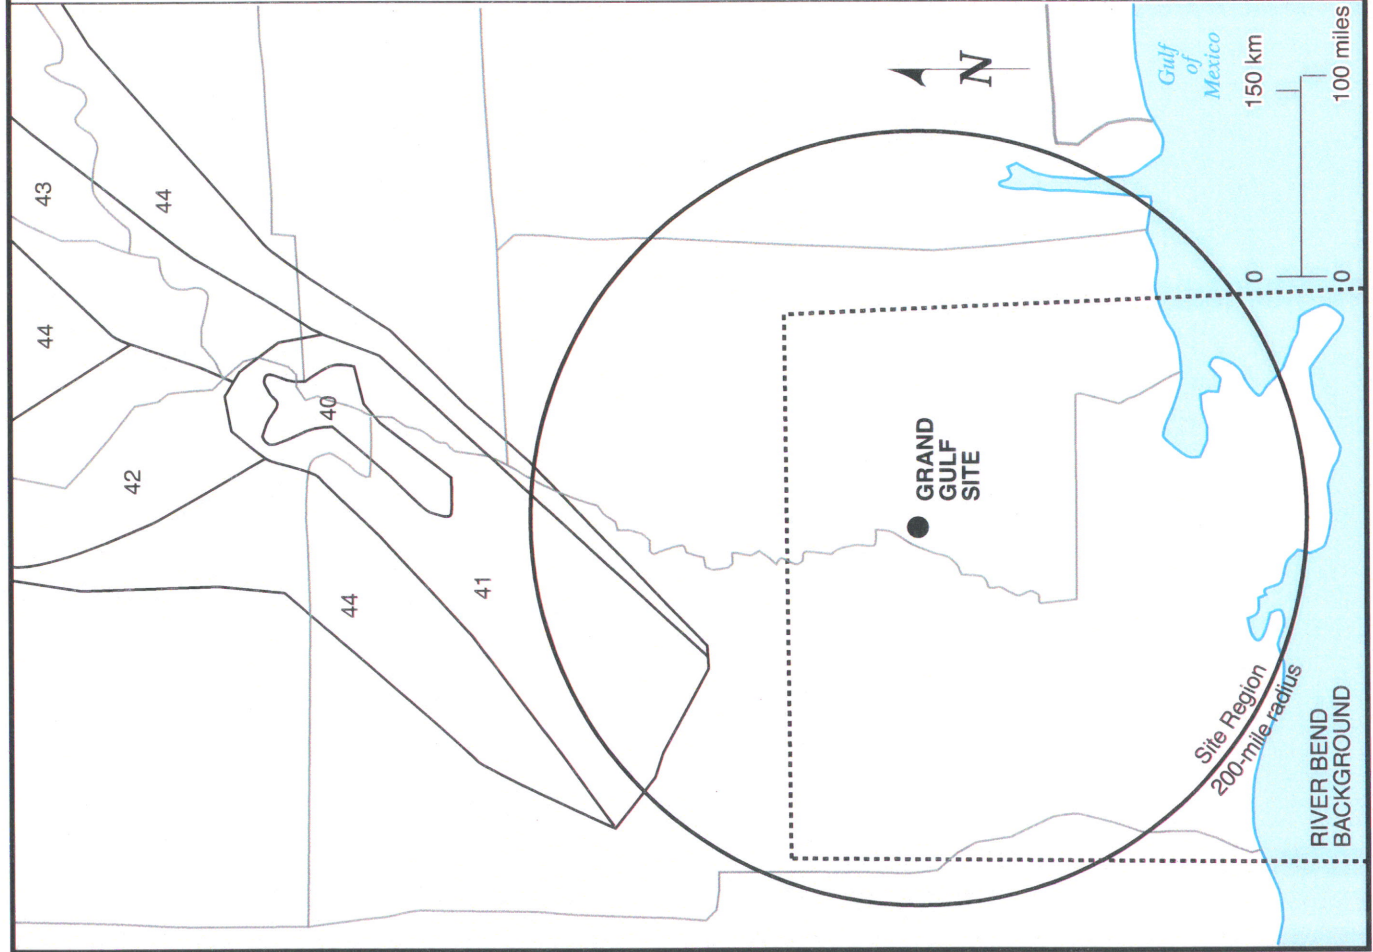 43
44
44
42
40
41
44
N
Gulf
of
Mexico
150 km
100 miles
0
0
GRAND
GULF
SITE
Site Region
200-mile radius
RIVER BEND
BACKGROUND